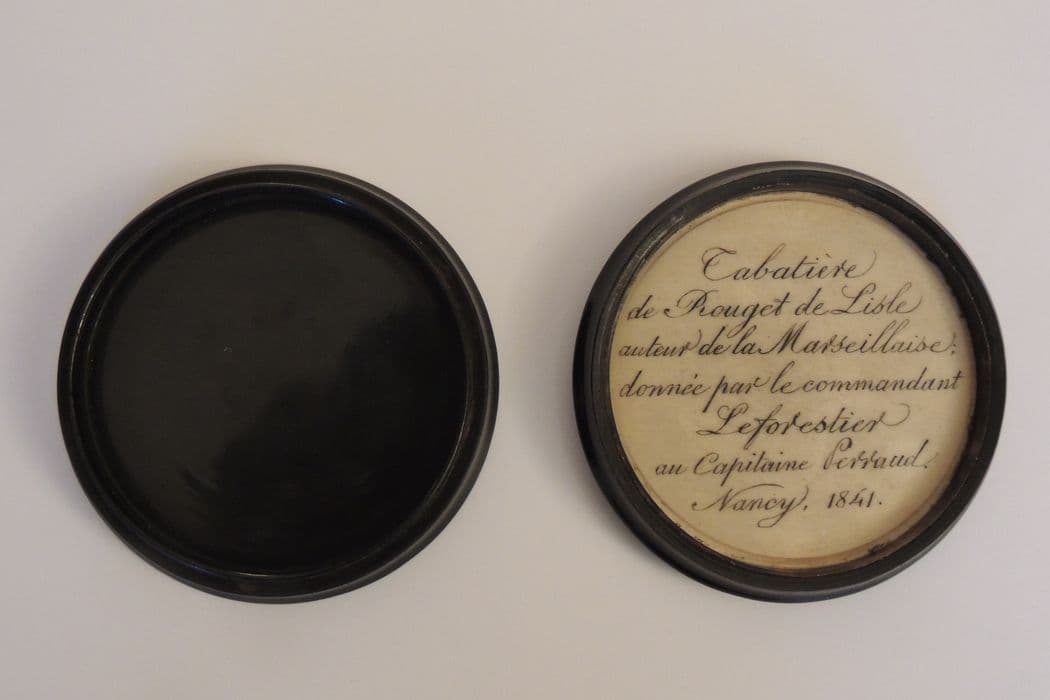 Tabatière
de Rouget de Lisle
auteur de la Marseillaise;
donnée par le commandant
Leforestier
au Capitaine Perraud.
Nancy, 1841.